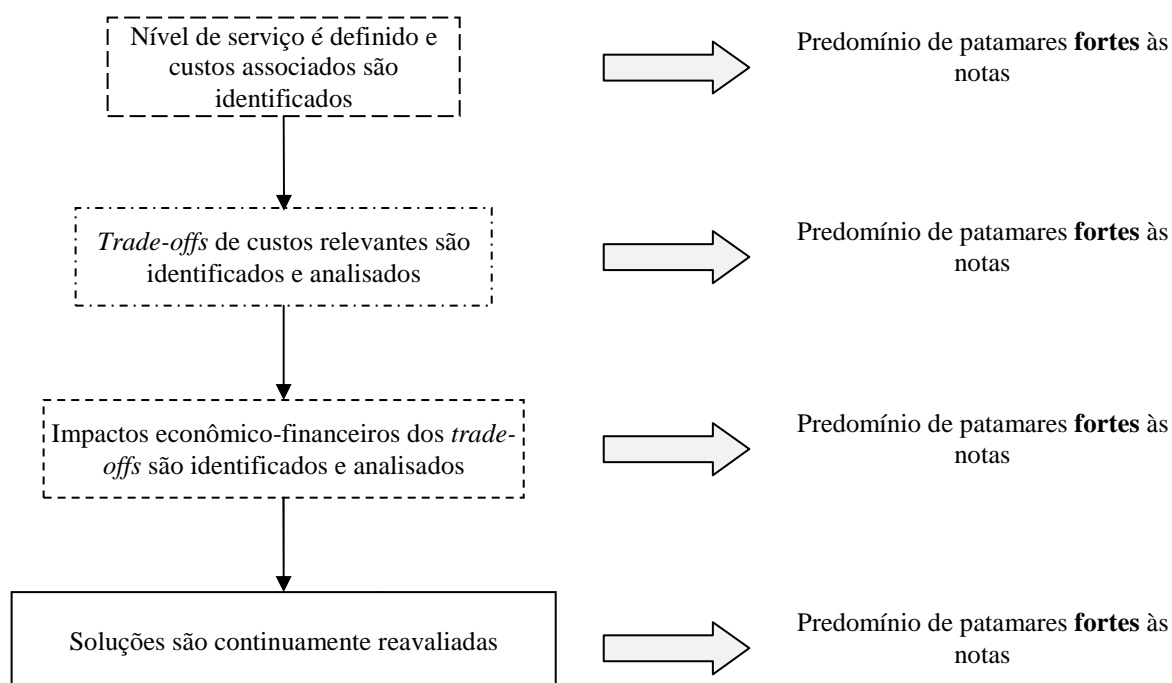 Nível de serviço é definido e
custos associados são
identificados
Predomínio de patamares fortes às
notas
Trade-offs de custos relevantes são
identificados e analisados
Predomínio de patamares fortes às
notas
Impactos econômico-financeiros dos trade-
offs são identificados e analisados
Predomínio de patamares fortes às
notas
Soluções são continuamente reavaliadas
Predomínio de patamares fortes às
notas